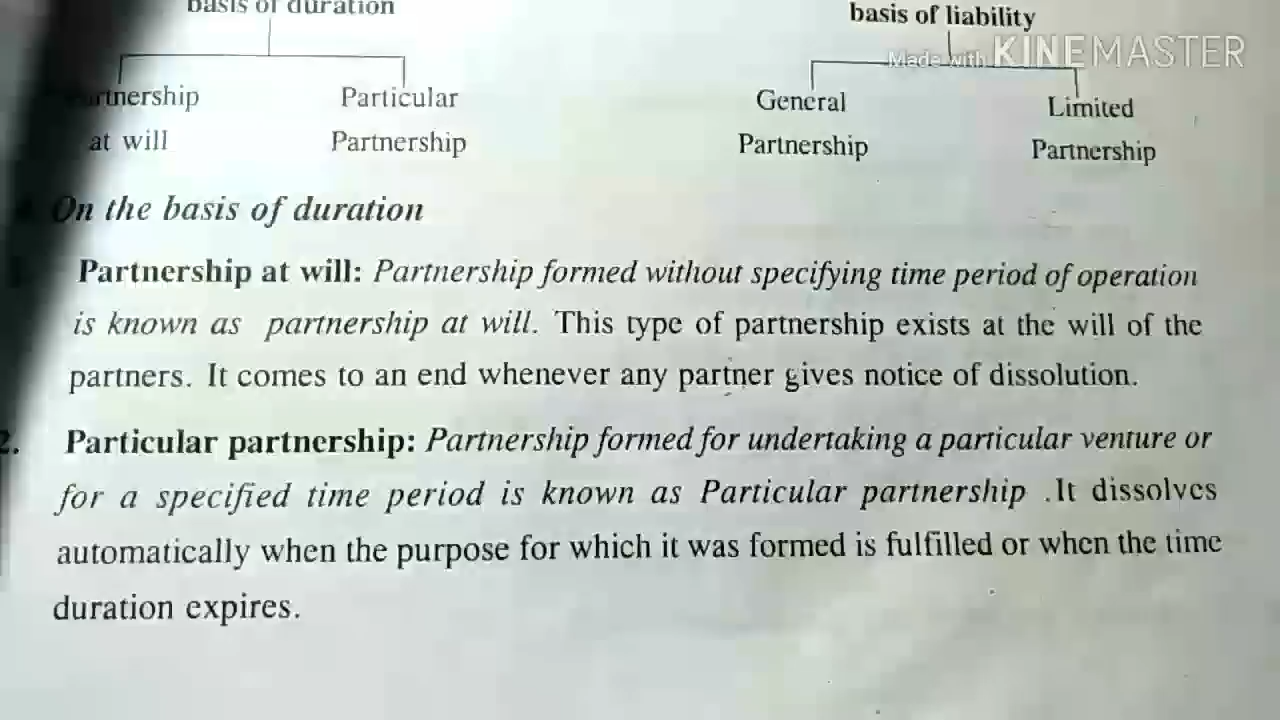 basis of duration
basis of liability
Made with KINEMASTER
Partnership
at will
Particular
Partnership
General
Partnership
Limited
Partnership
On the basis of duration
Partnership at will: Partnership formed without specifying time period of operation
is known as partnership at will. This type of partnership exists at the will of the
partners. It comes to an end whenever any partner gives notice of dissolution.
2. Particular partnership: Partnership formed for undertaking a particular venture or
for a specified time period is known as Particular partnership .It dissolves
automatically when the purpose for which it was formed is fulfilled or when the time
duration expires.